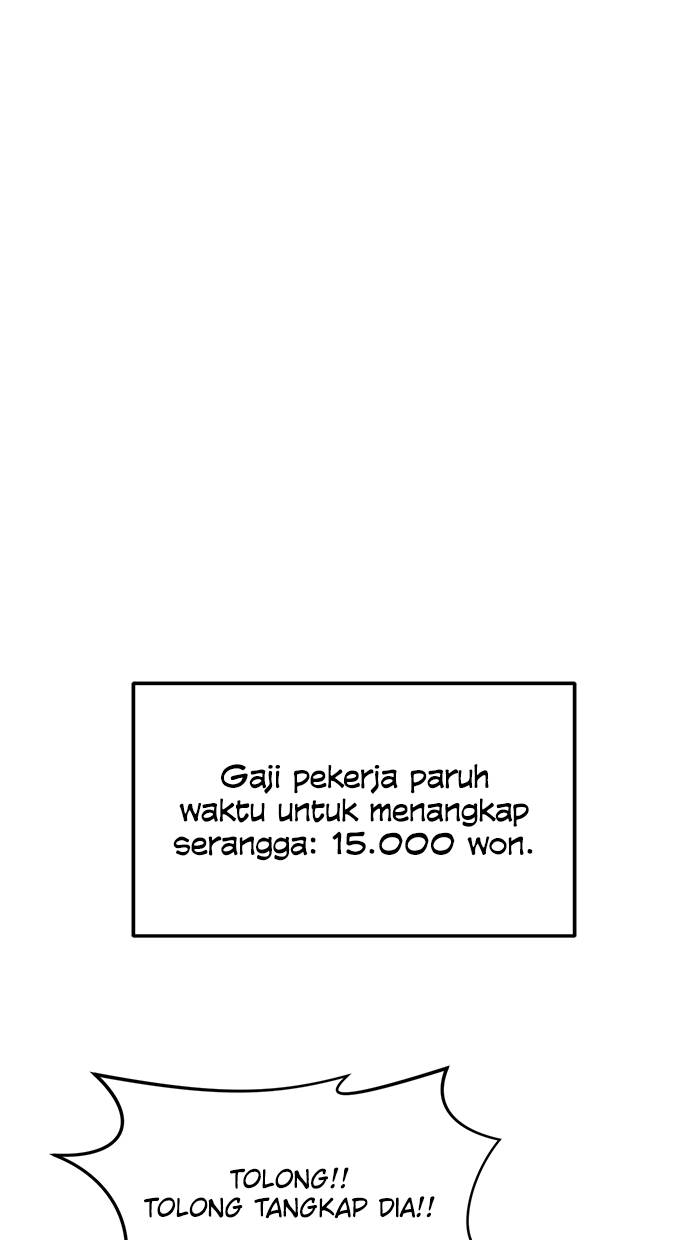 Gaji pekerja paruh
waktu untuk menangkap
serangga: 15.000 won.
TOLONG!!
TOLONG TANGKAP DIA!!